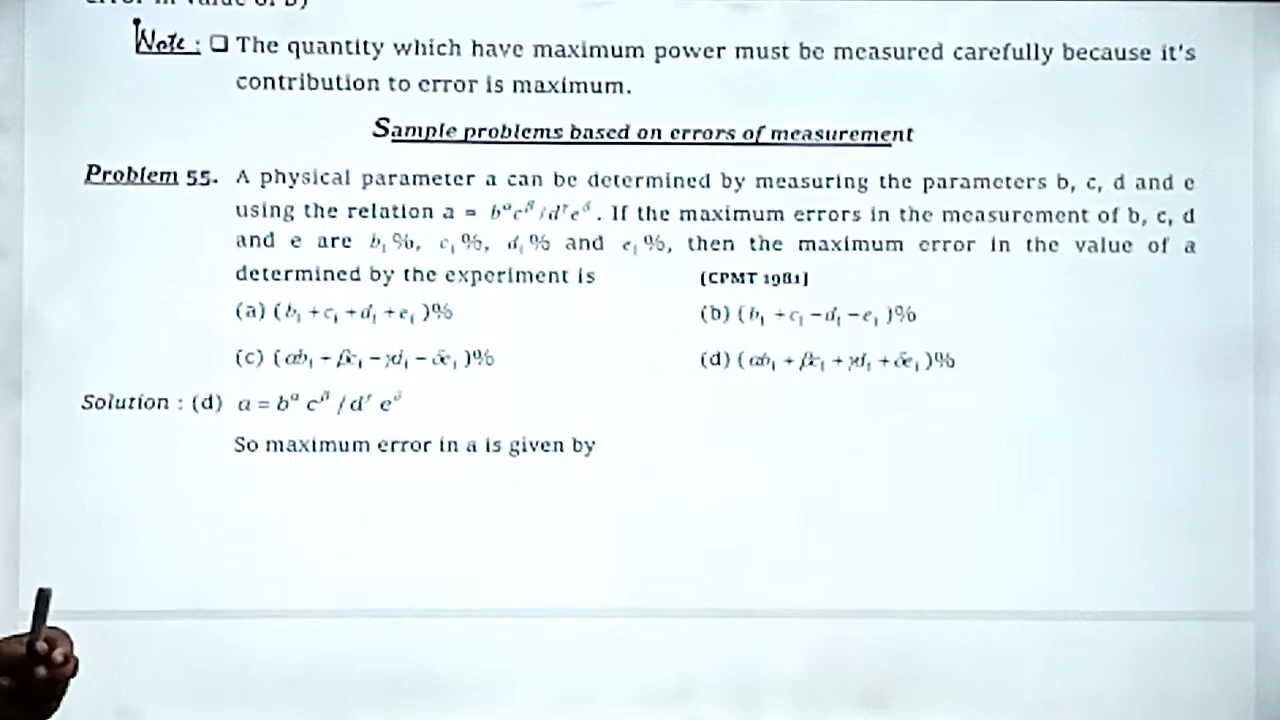 Note : ❑ The quantity which have maximum power must be measured carefully because it's
contribution to error is maximum.
Sample problems based on errors of measurement
Problem 55. A physical parameter a can be determined by measuring the parameters b, c, d and e
using the relation a = b^α c^β / d^γ e^δ . If the maximum errors in the measurement of b, c, d
and e are b₁ %, c₁ %, d₁ % and e₁ %, then the maximum error in the value of a
determined by the experiment is [CPMT 1981]
(a) (b₁ + c₁ + d₁ + e₁ )% (b) (b₁ + c₁ − d₁ − e₁ )%
(c) (αb₁ + βc₁ − γd₁ − δe₁ )% (d) (αb₁ + βc₁ + γd₁ + δe₁ )%
Solution : (d) a = b^α c^β / d^γ e^δ
So maximum error in a is given by